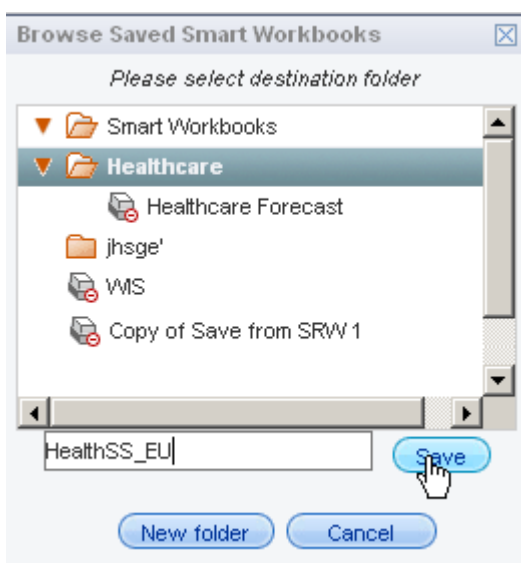 Browse Saved Smart Workbooks
Please select destination folder
Smart Workbooks
Healthcare
Healthcare Forecast
jhsge'
WIS
Copy of Save from SRW 1
HealthSS_EU
Save
New folder
Cancel